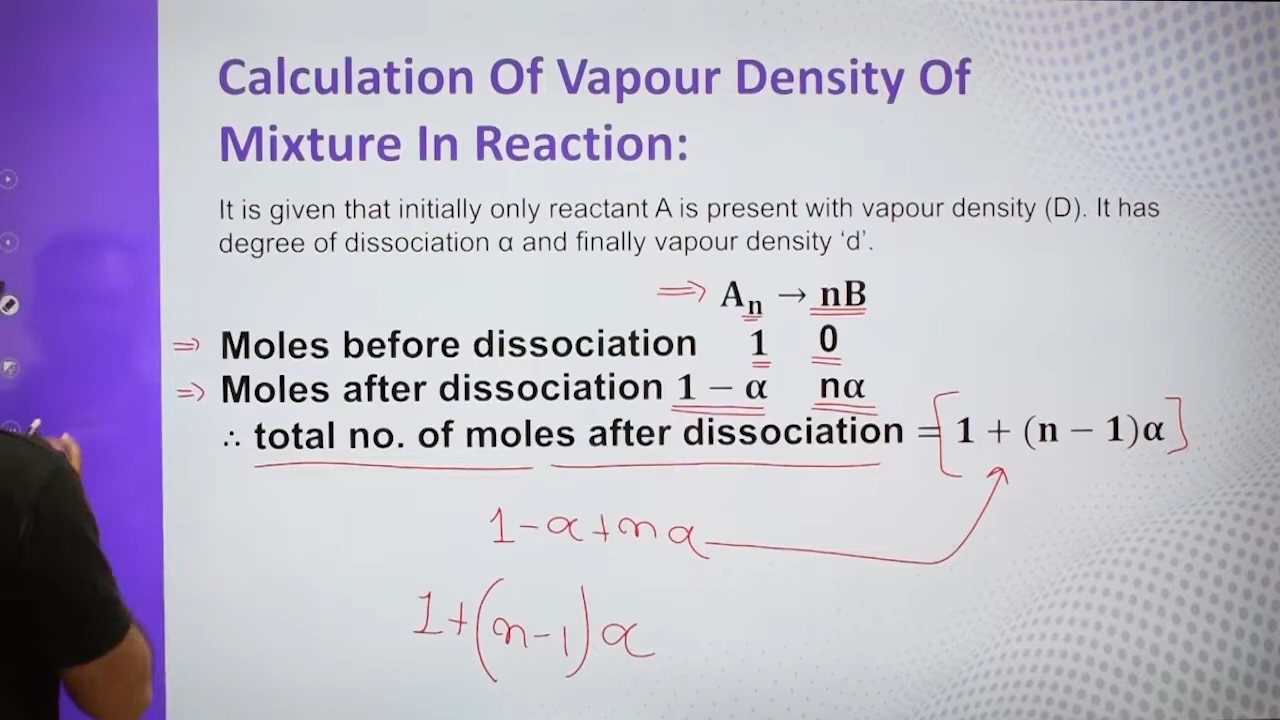 Calculation Of Vapour Density Of
Mixture In Reaction:
It is given that initially only reactant A is present with vapour density (D). It has
degree of dissociation α and finally vapour density ‘d’.
⇒ Aₙ → nB
⇒ Moles before dissociation 1 0
⇒ Moles after dissociation 1 − α nα
∴ total no. of moles after dissociation = [1 + (n − 1)α]
1-α+nα
1+(n-1)α